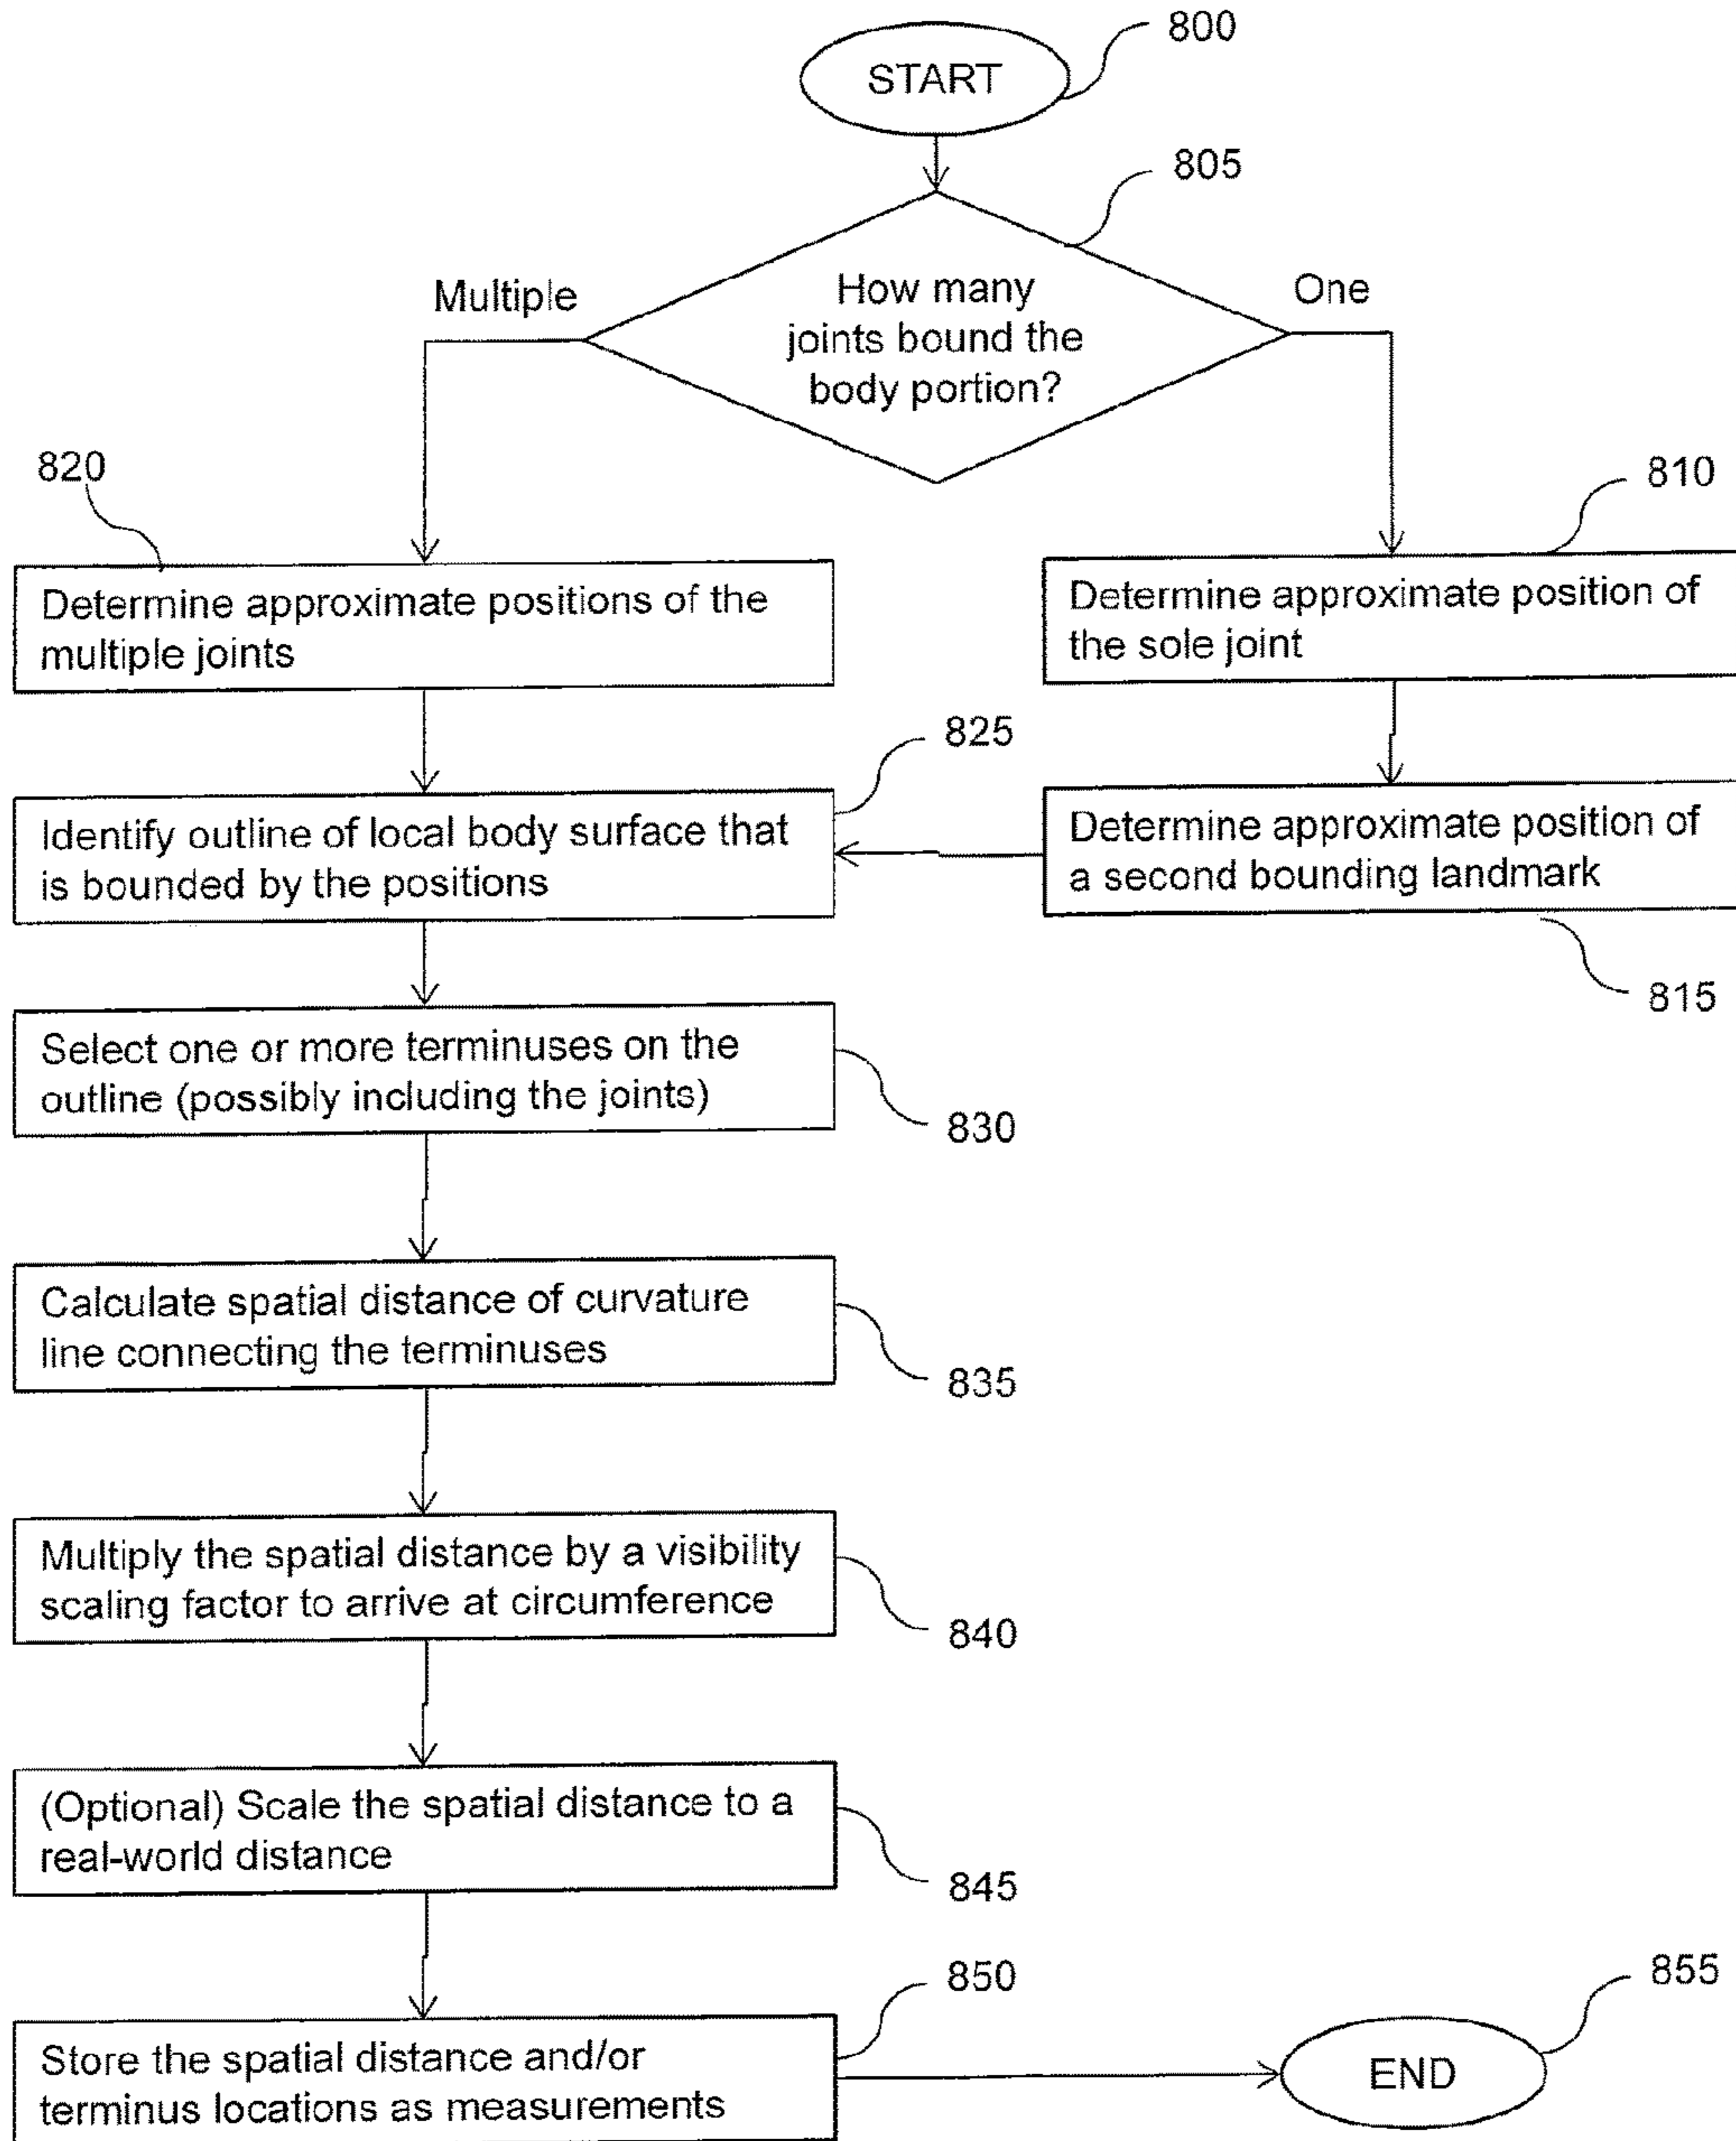 START
800
805
How many
joints bound the
body portion?
Multiple
One
820
810
Determine approximate positions of the
multiple joints
Determine approximate position of
the sole joint
825
Identify outline of local body surface that
is bounded by the positions
Determine approximate position of
a second bounding landmark
815
Select one or more terminuses on the
outline (possibly including the joints)
830
Calculate spatial distance of curvature
line connecting the terminuses
835
Multiply the spatial distance by a visibility
scaling factor to arrive at circumference
840
(Optional) Scale the spatial distance to a
real-world distance
845
850
Store the spatial distance and/or
terminus locations as measurements
855
END